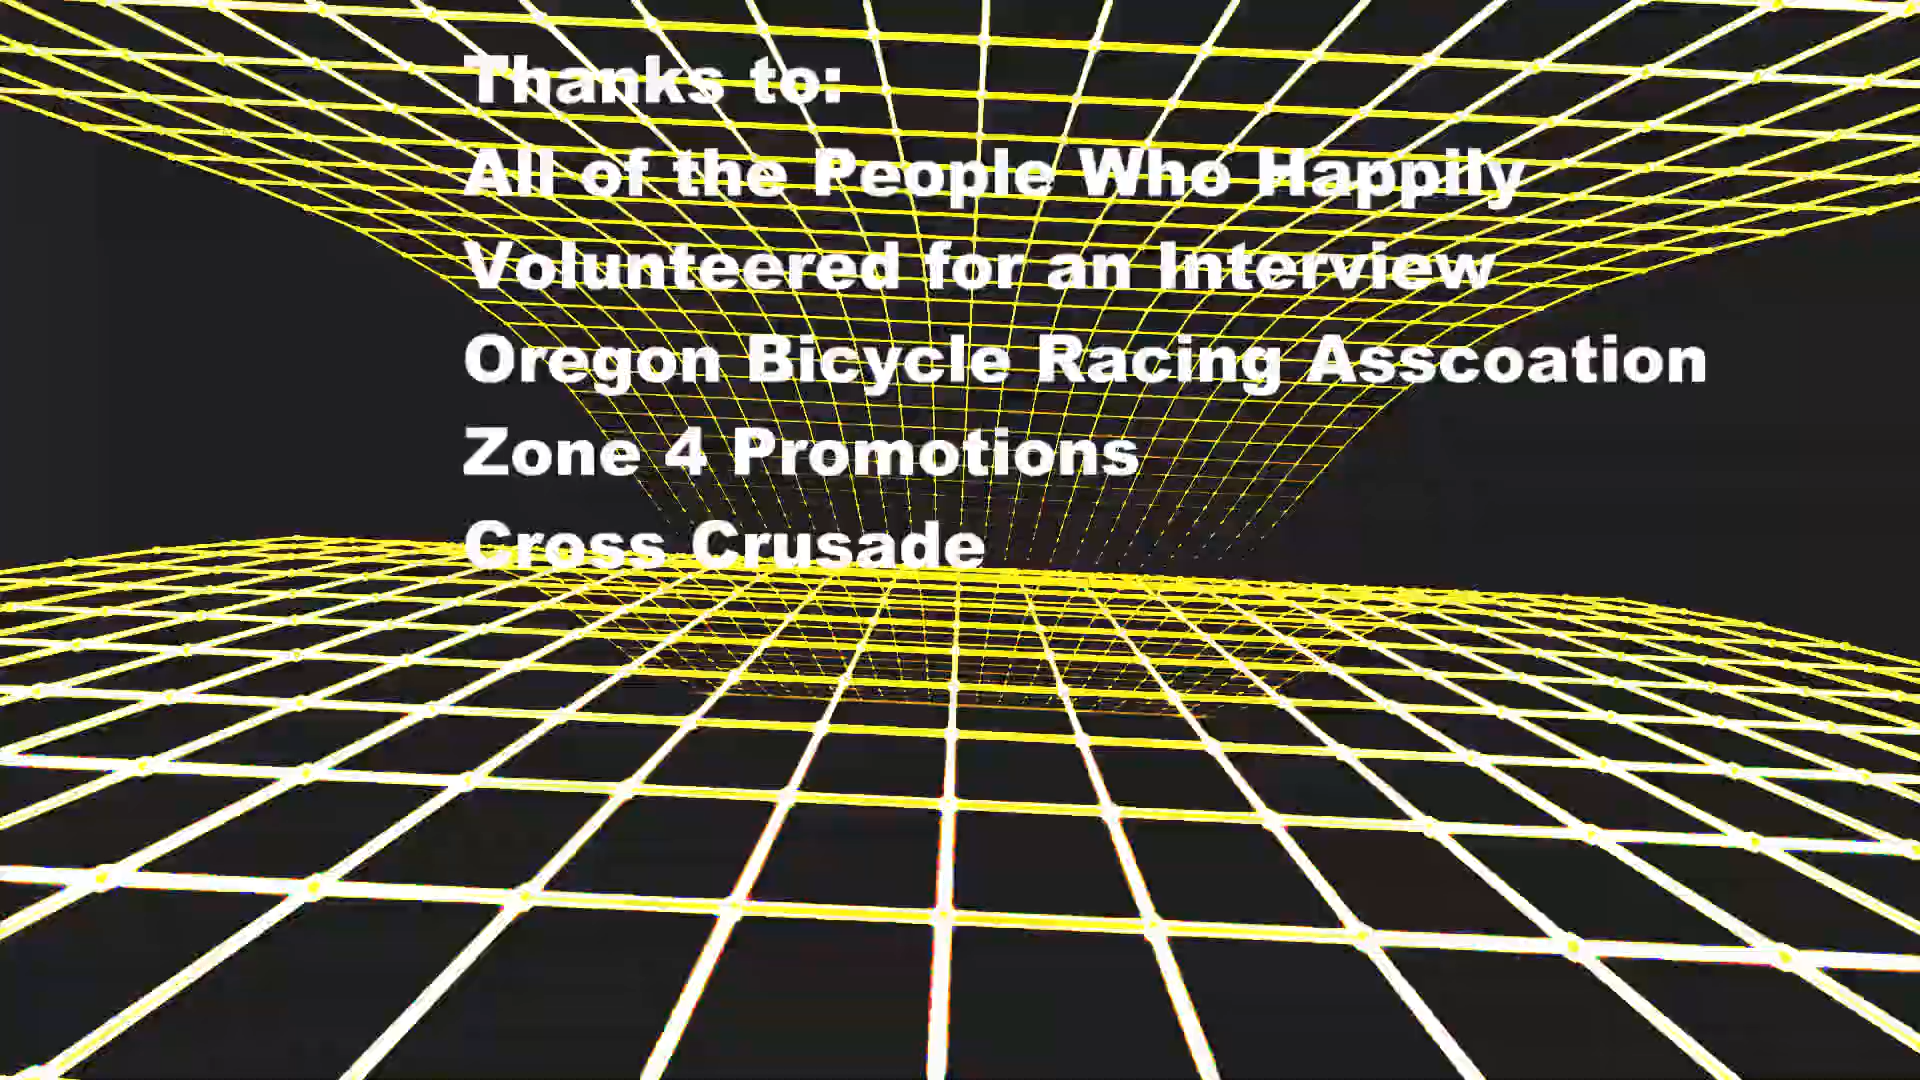 Thanks to:
All of the People Who Happily
Volunteered for an Interview
Oregon Bicycle Racing Asscoation
Zone 4 Promotions
Cross Crusade